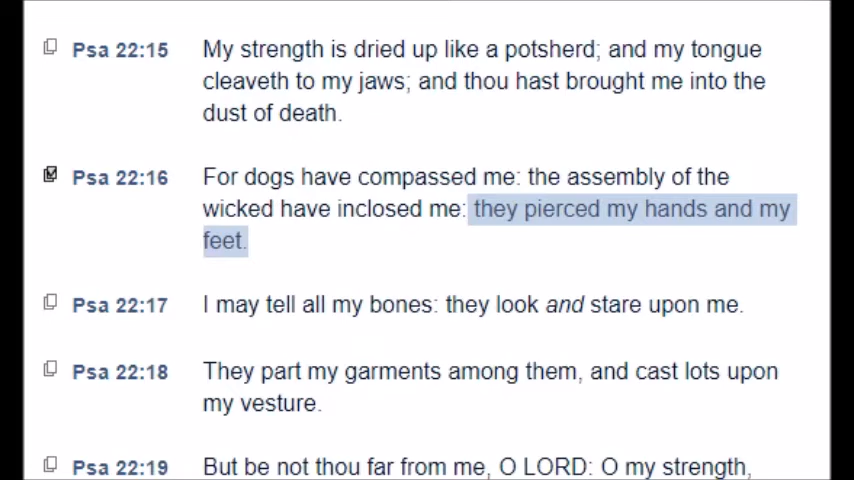 Psa 22:15 My strength is dried up like a potsherd; and my tongue
cleaveth to my jaws; and thou hast brought me into the
dust of death.
Psa 22:16 For dogs have compassed me: the assembly of the
wicked have inclosed me: they pierced my hands and my
feet.
Psa 22:17 I may tell all my bones: they look and stare upon me.
Psa 22:18 They part my garments among them, and cast lots upon
my vesture.
Psa 22:19 But be not thou far from me, O LORD: O my strength,